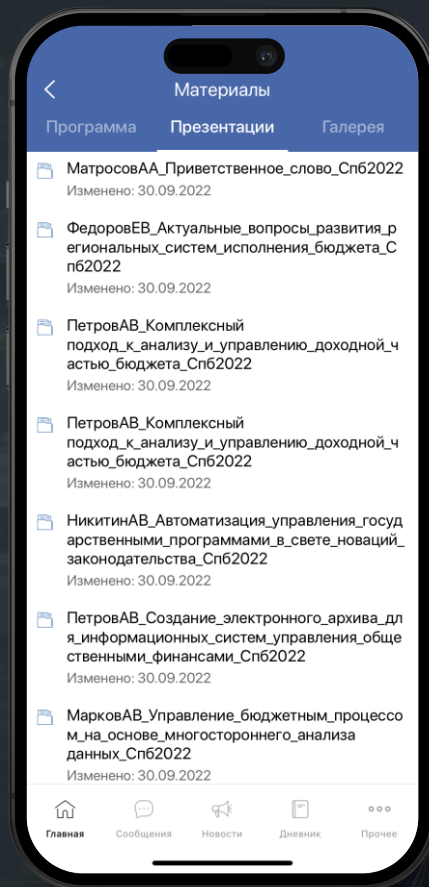 Материалы
Программа Презентации Галерея
МатросовАА_Приветственное_слово_Спб2022
Изменено: 30.09.2022
ФедоровЕВ_Актуальные_вопросы_развития_р
егиональных_систем_исполнения_бюджета_С
пб2022
Изменено: 30.09.2022
ПетровАВ_Комплексный
подход_к_анализу_и_управлению_доходной_ч
астью_бюджета_Спб2022
Изменено: 30.09.2022
ПетровАВ_Комплексный
подход_к_анализу_и_управлению_доходной_ч
астью_бюджета_Спб2022
Изменено: 30.09.2022
НикитинАВ_Автоматизация_управления_госуд
арственными_программами_в_свете_новаций_
законодательства_Спб2022
Изменено: 30.09.2022
ПетровАВ_Создание_электронного_архива_дл
я_информационных_систем_управления_обще
ственными_финансами_Спб2022
Изменено: 30.09.2022
МарковАВ_Управление_бюджетным_процессо
м_на_основе_многостороннего_анализа
данных_Спб2022
Изменено: 30.09.2022
Главная Сообщения Новости Дневник Прочее